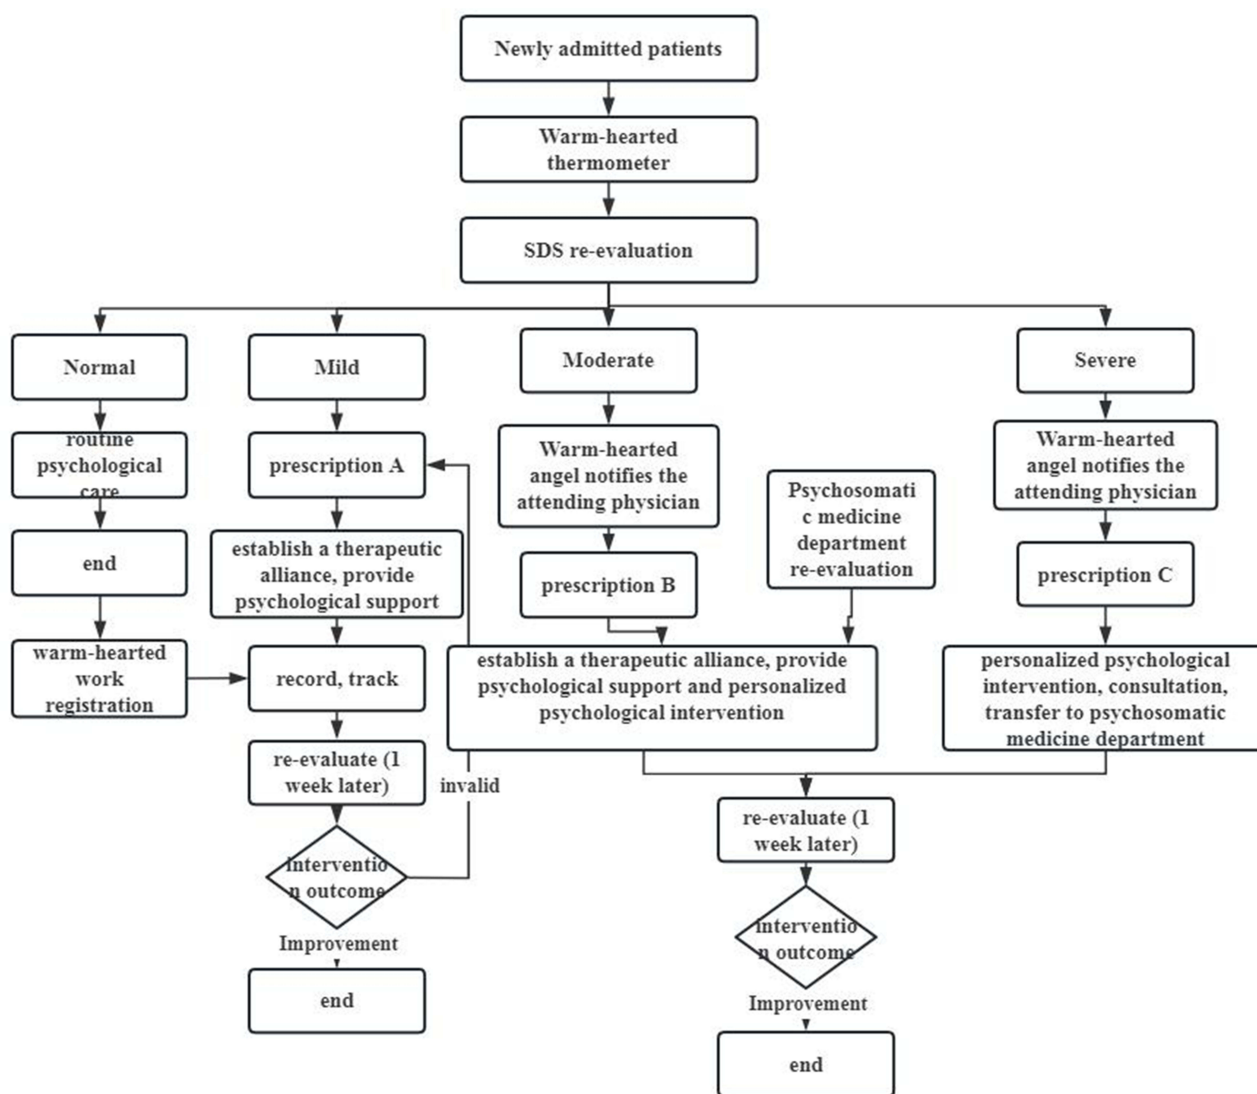 Newly admitted patients
Warm-hearted
thermometer
SDS re-evaluation
Normal
Mild
Moderate
Severe
routine
psychological
care
prescription A
Warm-hearted
angel notifies the
attending physician
Psychosomati
c medicine
department
re-evaluation
Warm-hearted
angel notifies the
attending physician
end
establish a therapeutic
alliance, provide
psychological support
prescription B
prescription C
warm-hearted
work
registration
record, track
establish a therapeutic alliance, provide
psychological support and personalized
psychological intervention
personalized psychological
intervention, consultation,
transfer to psychosomatic
medicine department
re-evaluate (1
week later)
invalid
re-evaluate (1
week later)
interventio
n outcome
interventio
n outcome
Improvement
end
Improvement
end